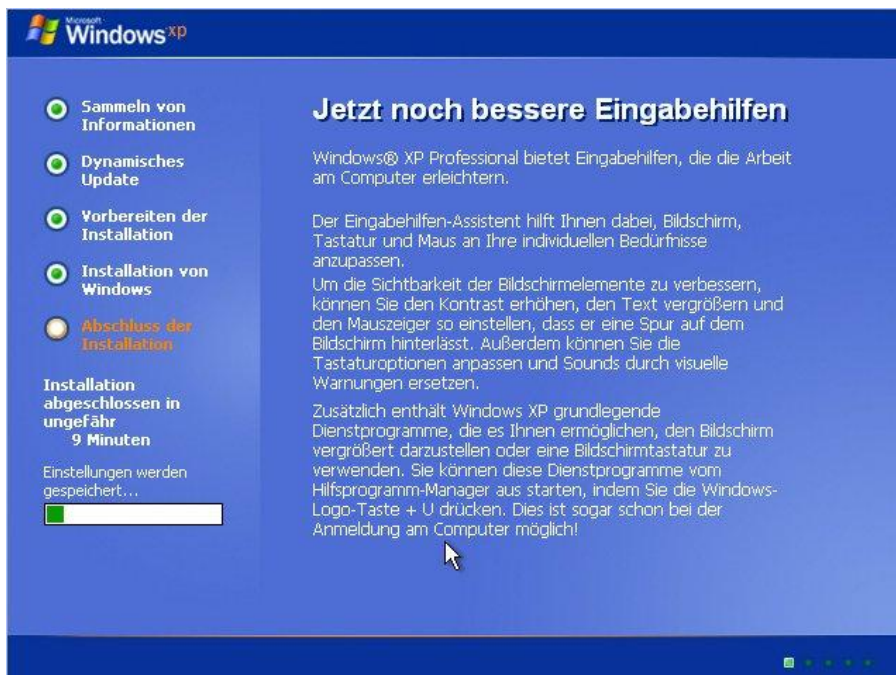 Microsoft
Windows xp
Sammeln von
Informationen
Dynamisches
Update
Vorbereiten der
Installation
Installation von
Windows
Abschluss der
Installation
Installation
abgeschlossen in
ungefähr
9 Minuten
Einstellungen werden
gespeichert...
Jetzt noch bessere Eingabehilfen
Windows® XP Professional bietet Eingabehilfen, die die Arbeit
am Computer erleichtern.
Der Eingabehilfen-Assistent hilft Ihnen dabei, Bildschirm,
Tastatur und Maus an Ihre individuellen Bedürfnisse
anzupassen.
Um die Sichtbarkeit der Bildschirmelemente zu verbessern,
können Sie den Kontrast erhöhen, den Text vergrößern und
den Mauszeiger so einstellen, dass er eine Spur auf dem
Bildschirm hinterlässt. Außerdem können Sie die
Tastaturoptionen anpassen und Sounds durch visuelle
Warnungen ersetzen.
Zusätzlich enthält Windows XP grundlegende
Dienstprogramme, die es Ihnen ermöglichen, den Bildschirm
vergrößert darzustellen oder eine Bildschirmtastatur zu
verwenden. Sie können diese Dienstprogramme vom
Hilfsprogramm-Manager aus starten, indem Sie die Windows-
Logo-Taste + U drücken. Dies ist sogar schon bei der
Anmeldung am Computer möglich!